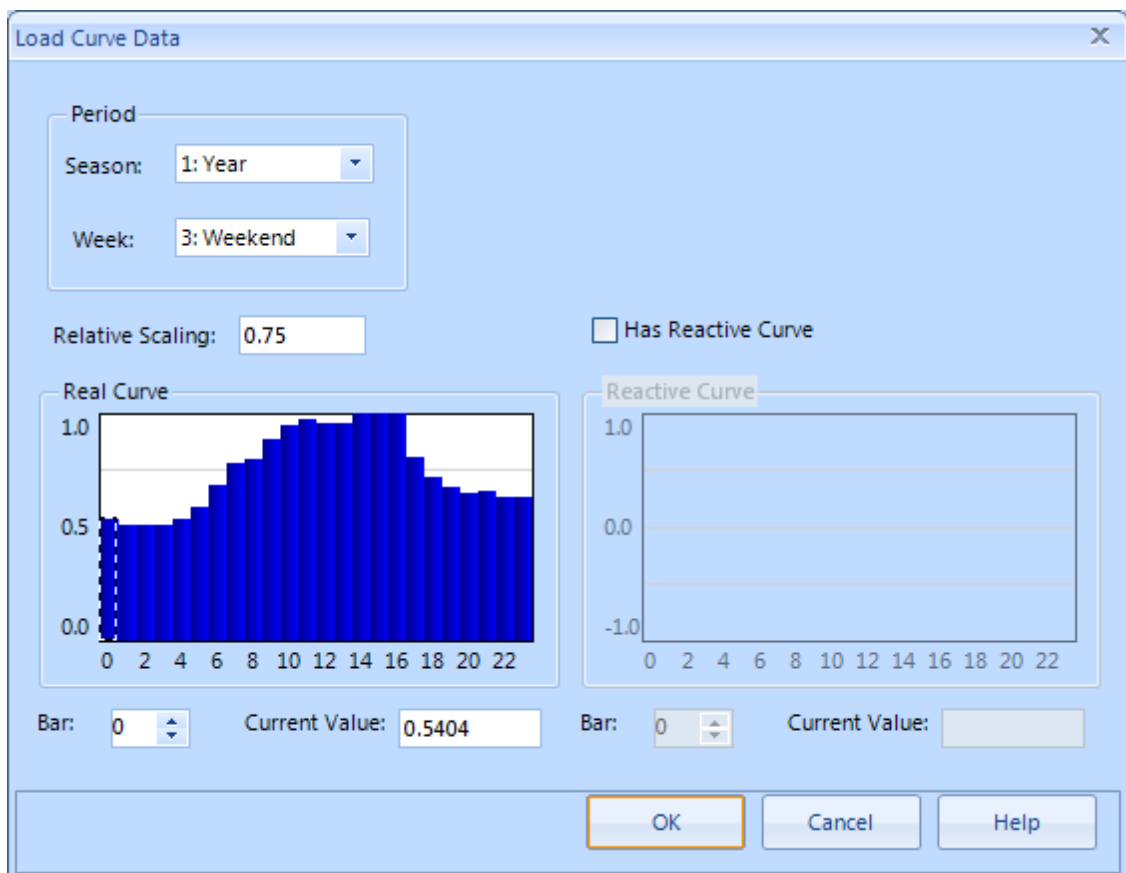 Load Curve Data X
Period
Season: 1: Year
Week: 3: Weekend
Relative Scaling: 0.75
Has Reactive Curve
Real Curve
1.0
0.5
0.0
0 2 4 6 8 10 12 14 16 18 20 22
Reactive Curve
1.0
0.0
-1.0
0 2 4 6 8 10 12 14 16 18 20 22
Bar: 0 Current Value: 0.5404
Bar: 0 Current Value:
OK Cancel Help